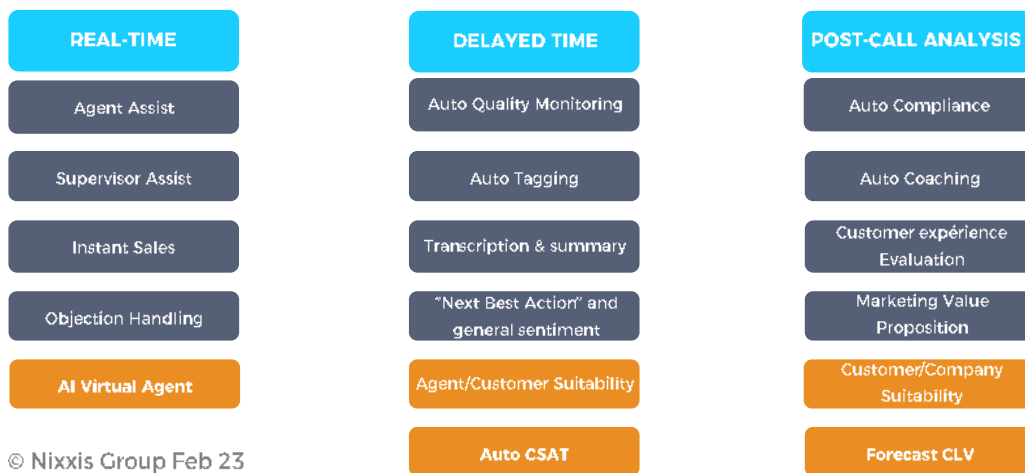 REAL-TIME
Agent Assist
Supervisor Assist
Instant Sales
Objection Handling
AI Virtual Agent
DELAYED TIME
Auto Quality Monitoring
Auto Tagging
Transcription & summary
"Next Best Action" and
general sentiment
Agent/Customer Suitability
Auto CSAT
POST-CALL ANALYSIS
Auto Compliance
Auto Coaching
Customer expérience
Evaluation
Marketing Value
Proposition
Customer/Company
Suitability
Forecast CLV
© Nixxis Group Feb 23